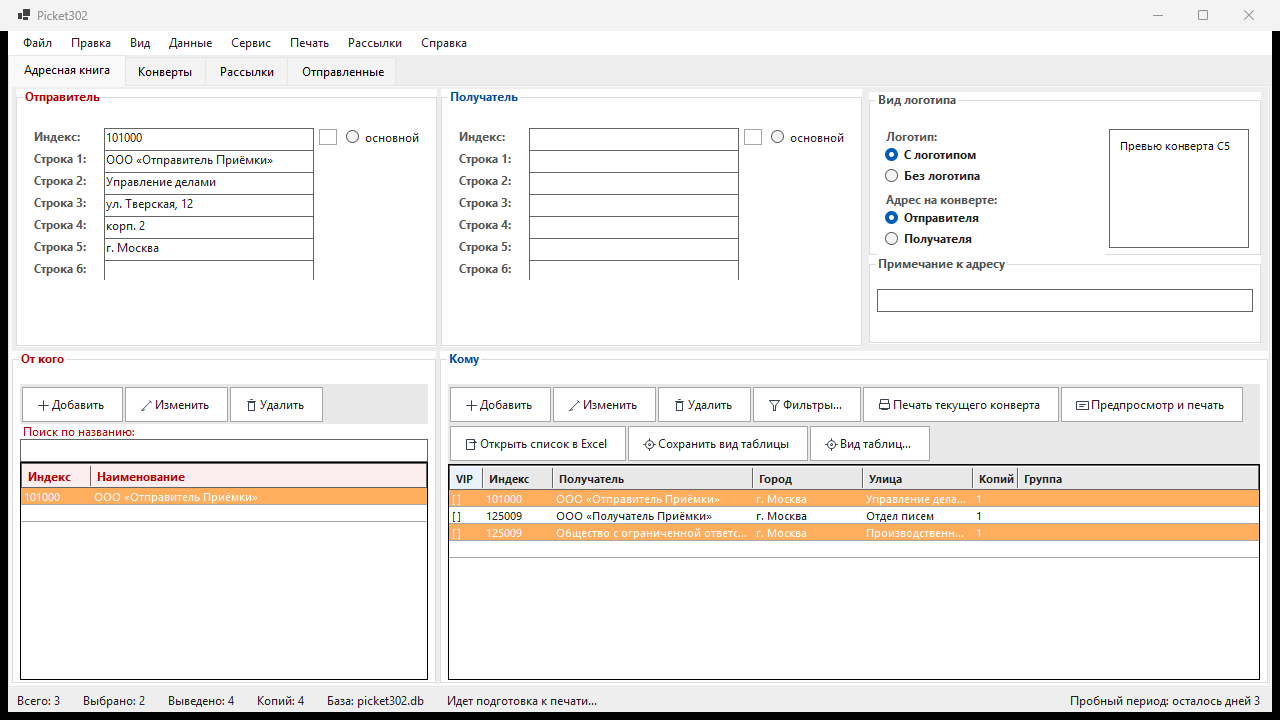 Picket302
Файл Правка Вид Данные Сервис Печать Рассылки Справка
Адресная книга Конверты Рассылки Отправленные
Отправитель
Индекс: 101000 основной
Строка 1: ООО «Отправитель Приёмки»
Строка 2: Управление делами
Строка 3: ул. Тверская, 12
Строка 4: корп. 2
Строка 5: г. Москва
Строка 6:
Получатель
Индекс: основной
Строка 1:
Строка 2:
Строка 3:
Строка 4:
Строка 5:
Строка 6:
Вид логотипа
Логотип:
С логотипом
Без логотипа
Адрес на конверте:
Отправителя
Получателя
Превью конверта C5
Примечание к адресу
От кого
Добавить Изменить Удалить
Поиск по названию:
Индекс Наименование
101000 ООО «Отправитель Приёмки»
Кому
Добавить Изменить Удалить Фильтры... Печать текущего конверта Предпросмотр и печать
Открыть список в Excel Сохранить вид таблицы Вид таблиц...
VIP Индекс Получатель Город Улица Копий Группа
[ ] 101000 ООО «Отправитель Приёмки» г. Москва Управление дела... 1
[ ] 125009 ООО «Получатель Приёмки» г. Москва Отдел писем 1
[ ] 125009 Общество с ограниченной ответс... г. Москва Производственн... 1
Всего: 3 Выбрано: 2 Выведено: 4 Копий: 4 База: picket302.db Идет подготовка к печати... Пробный период: осталось дней 3